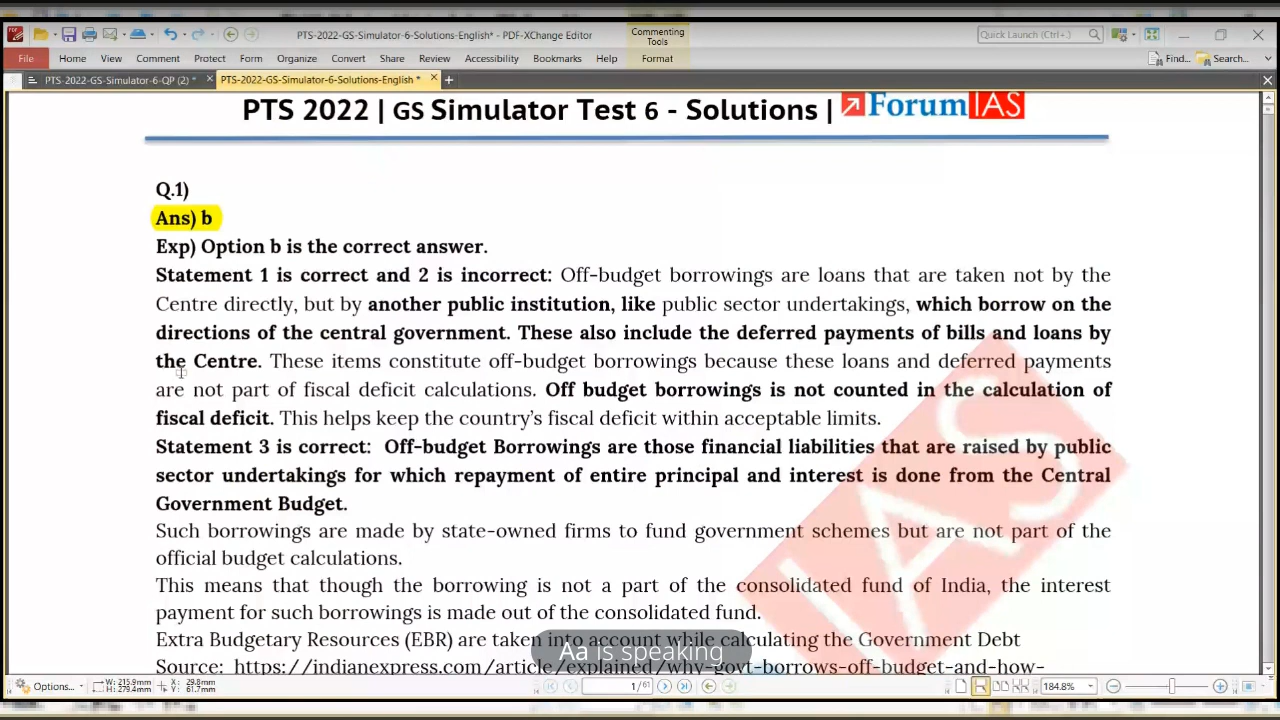 PTS-2022-GS-Simulator-6-Solutions-English* - PDF-XChange Editor
Commenting Tools
Quick Launch (Ctrl+.)
File Home View Comment Protect Form Organize Convert Share Review Accessibility Bookmarks Help Format Find... Search...
PTS-2022-GS-Simulator-6-QP (2) * PTS-2022-GS-Simulator-6-Solutions-English *
PTS 2022 | GS Simulator Test 6 - Solutions | ForumIAS
Q.1)
Ans) b
Exp) Option b is the correct answer.
Statement 1 is correct and 2 is incorrect: Off-budget borrowings are loans that are taken not by the
Centre directly, but by another public institution, like public sector undertakings, which borrow on the
directions of the central government. These also include the deferred payments of bills and loans by
the Centre. These items constitute off-budget borrowings because these loans and deferred payments
are not part of fiscal deficit calculations. Off budget borrowings is not counted in the calculation of
fiscal deficit. This helps keep the country's fiscal deficit within acceptable limits.
Statement 3 is correct: Off-budget Borrowings are those financial liabilities that are raised by public
sector undertakings for which repayment of entire principal and interest is done from the Central
Government Budget.
Such borrowings are made by state-owned firms to fund government schemes but are not part of the
official budget calculations.
This means that though the borrowing is not a part of the consolidated fund of India, the interest
payment for such borrowings is made out of the consolidated fund.
Extra Budgetary Resources (EBR) are taken into account while calculating the Government Debt
Aa is speaking
Source: https://indianexpress.com/article/explained/why-govt-borrows-off-budget-and-how-
IAS
Options... W: 215.9mm X: 29.8mm 1/61 184.8%
H: 279.4mm Y: 61.7mm